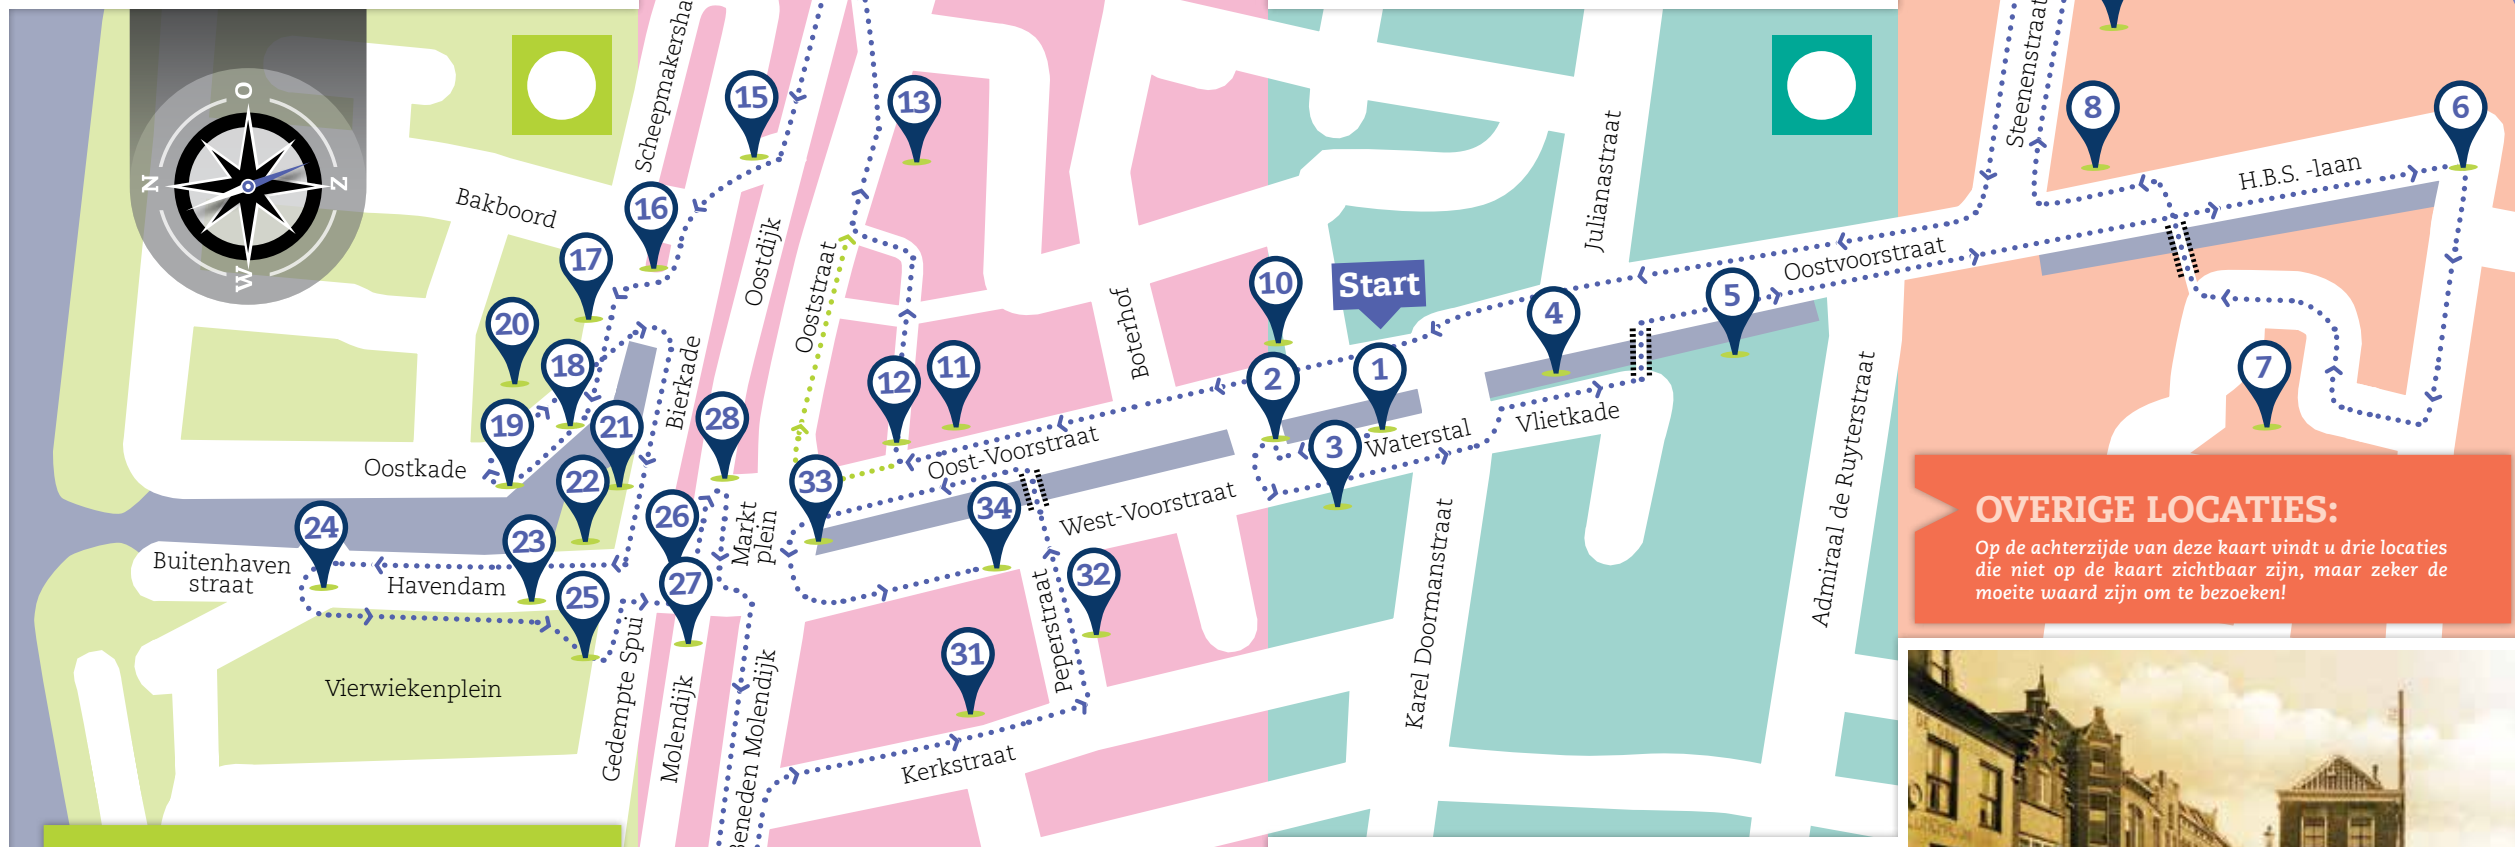 O
N
Z
W
Scheepmakersha
15
13
Steenenstraat
8
6
Bakboord
16
Julianastraat
H.B.S. -laan
17
Oostdijk
Ooststraat
Oostvoorstraat
10
Start
5
4
20
Boterhof
18
Bierkade
12
11
2
1
7
19
21
28
Oost-Voorstraat
3
Waterstal
Vlietkade
Admiraal de Ruyterstraat
Oostkade
22
33
34
West-Voorstraat
24
23
26
Markt
plein
Karel Doormanstraat
OVERIGE LOCATIES:
Op de achterzijde van deze kaart vindt u drie locaties
die niet op de kaart zichtbaar zijn, maar zeker de
moeite waard zijn om te bezoeken!
Buitenhaven
straat
Havendam
25
27
32
Peperstraat
31
Vierwiekenplein
Gedempte Spui
Molendijk
Beneden Molendijk
Kerkstraat